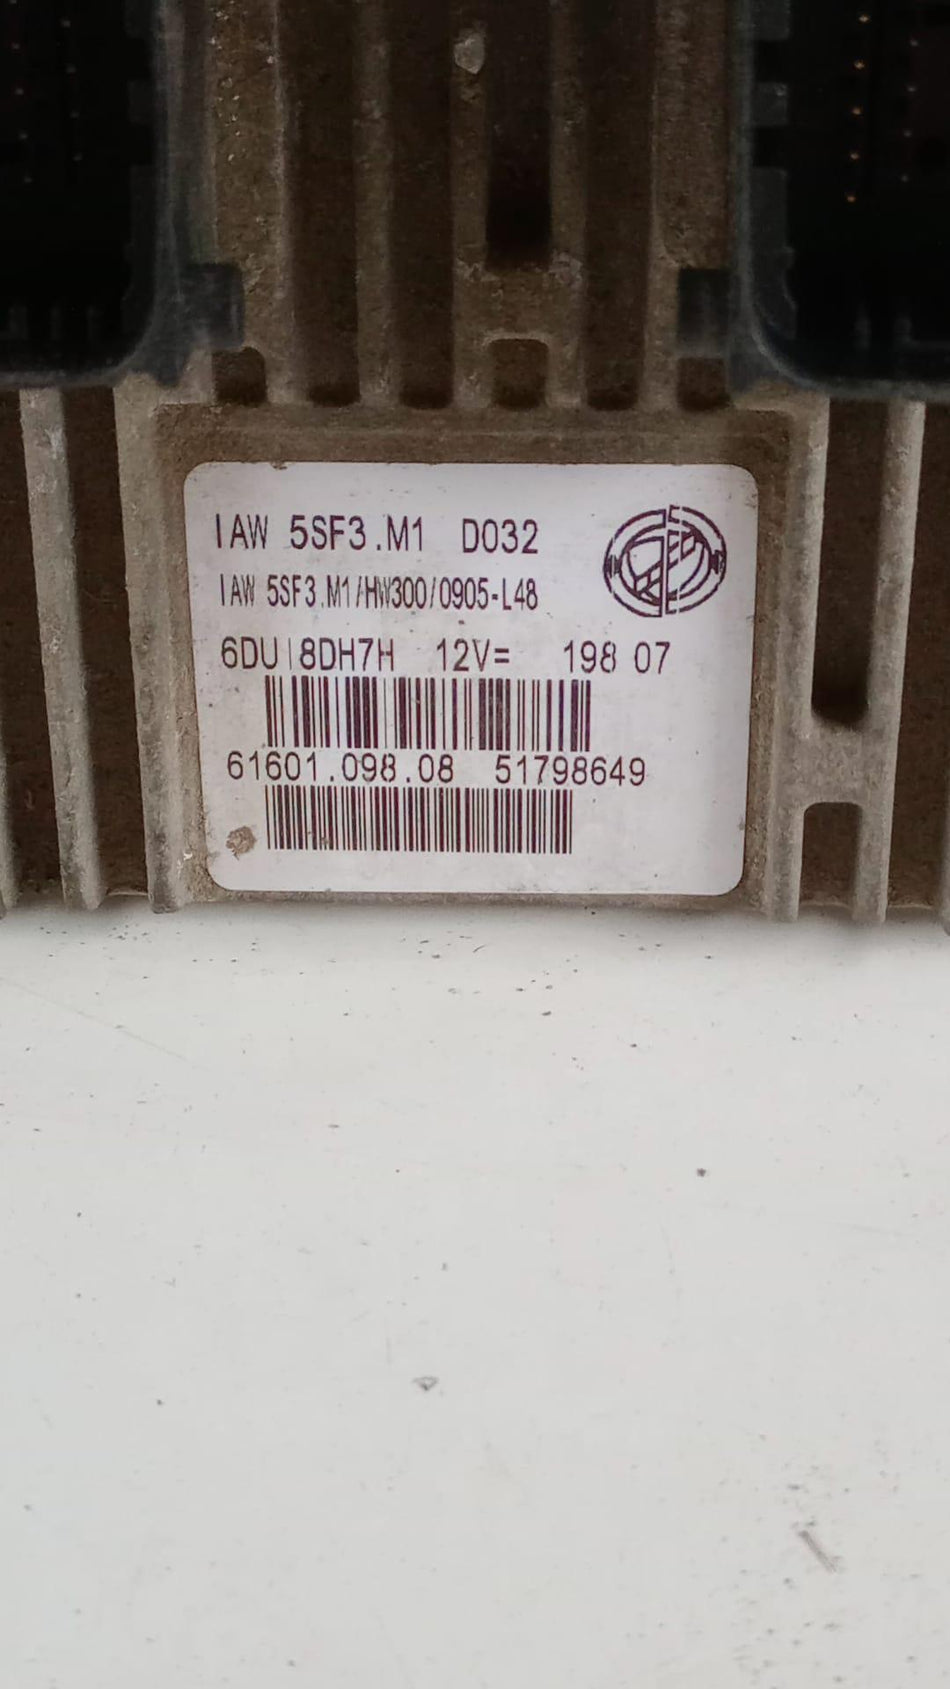 IAW 5SF3.M1 D032
IAW 5SF3.M1/HW300/0905-L48
6DU|8DH7H 12V= 198 07
61601.098.08 51798649